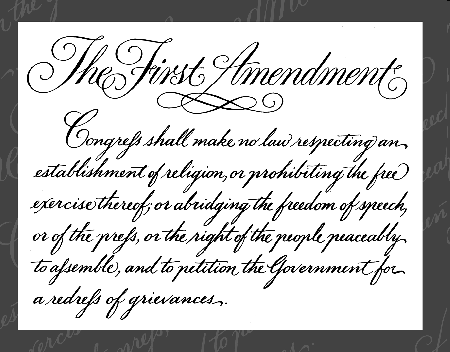 The First Amendment
Congreſs shall make no law respecting an
establishment of religion, or prohibiting the free
exercise thereof; or abridging the freedom of speech,
or of the preſs, or the right of the people peaceably
to aſsemble, and to petition the Government for
a redreſs of grievances.